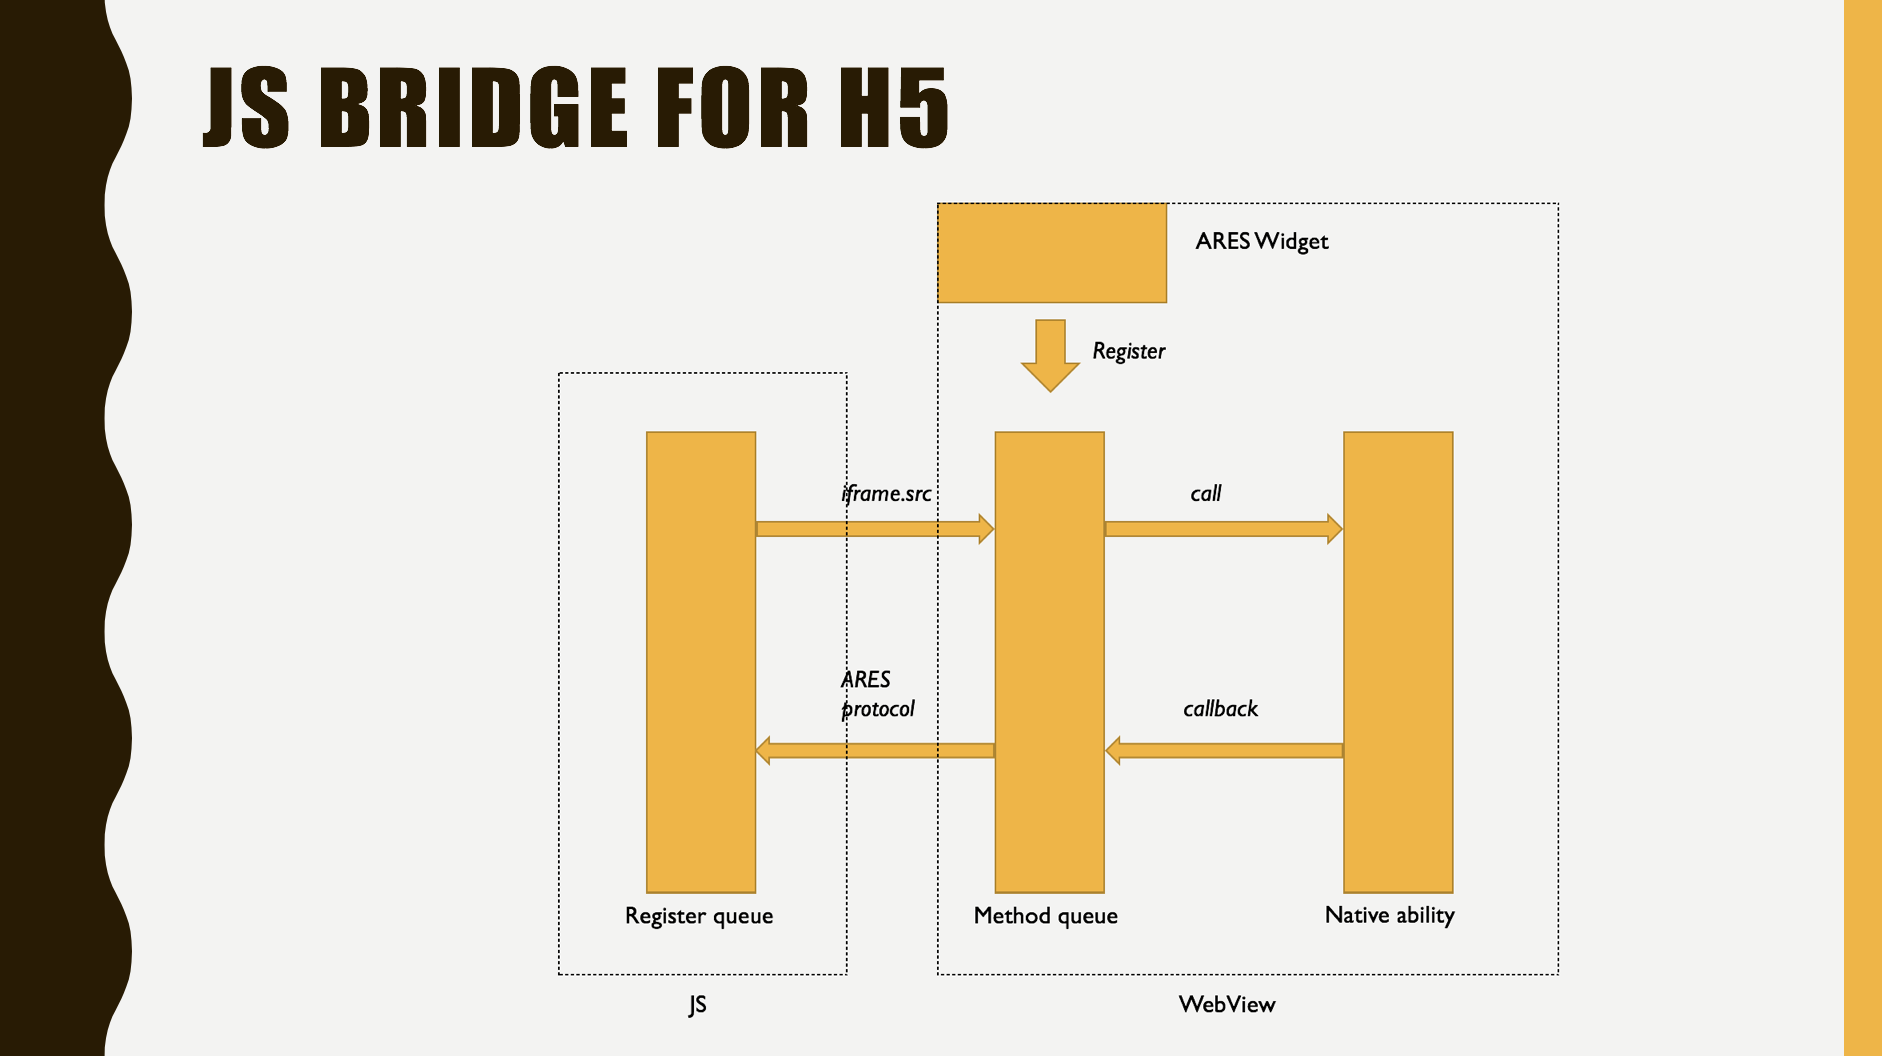 JS BRIDGE FOR H5
ARES Widget
Register
iframe.src
call
ARES
protocol
callback
Register queue
Method queue
Native ability
JS
WebView